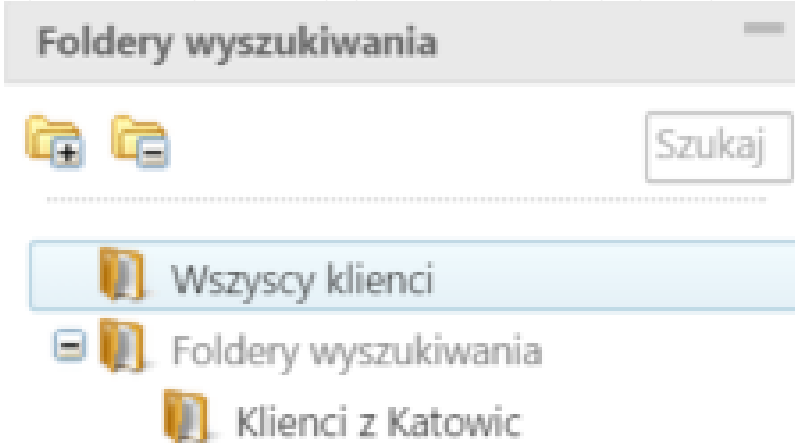 Foldery wyszukiwania
Szukaj
Wszyscy klienci
Foldery wyszukiwania
Klienci z Katowic